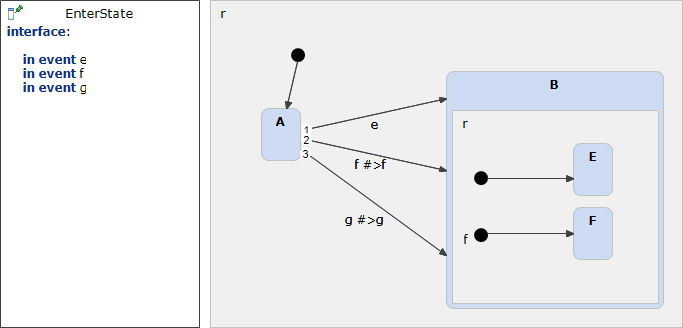 EnterState
interface:
in event e
in event f
in event g
r
A
1
2
3
e
f #>f
g #>g
B
r
E
f
F